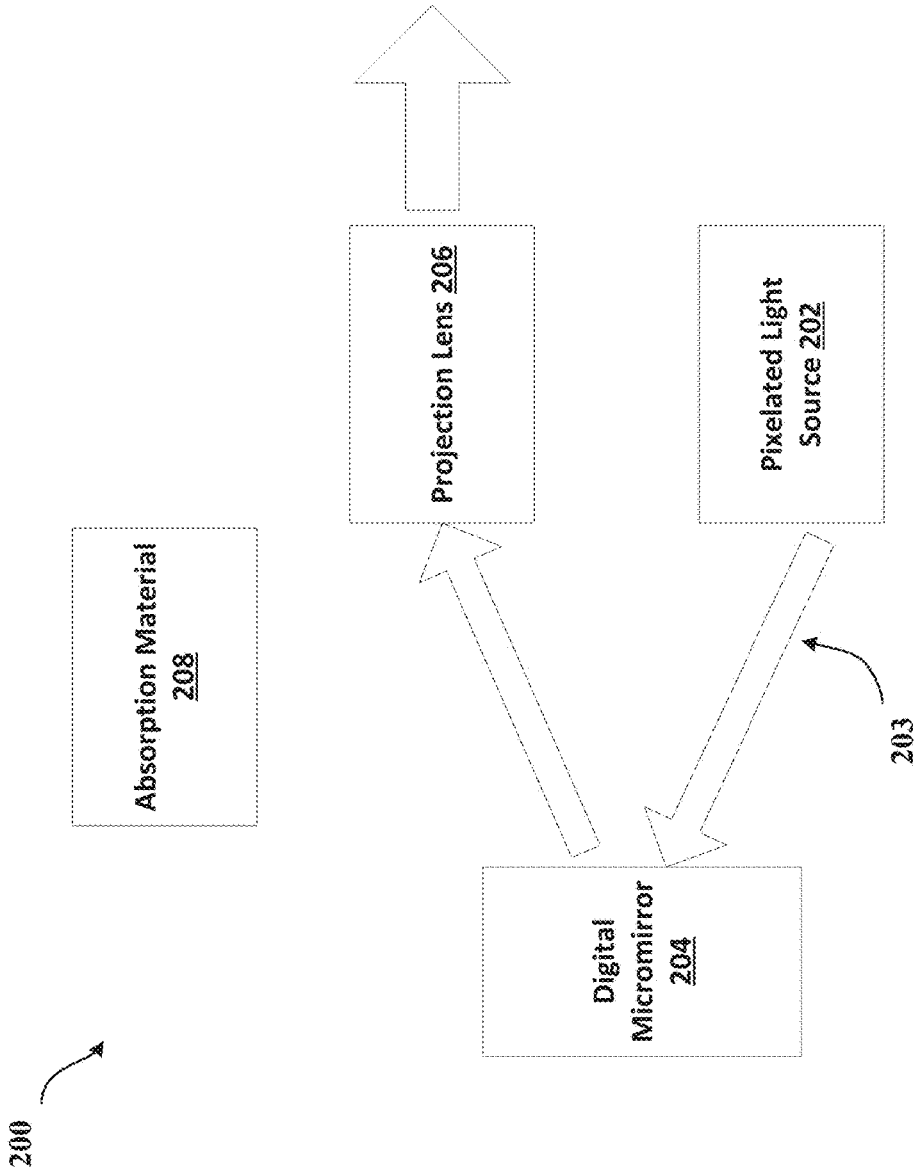 200
Absorption Material
208
Projection Lens 206
Digital
Micromirror
204
Pixelated Light
Source 202
203